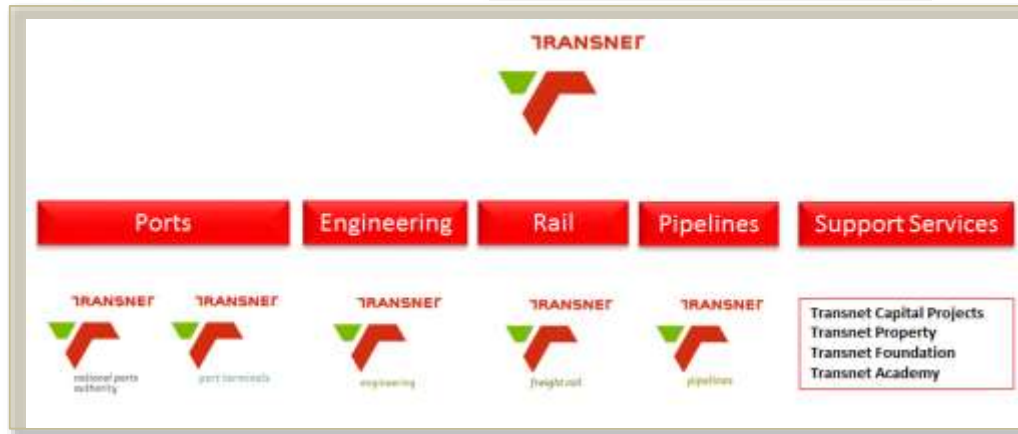 TRANSNET
Ports
Engineering
Rail
Pipelines
Support Services
TRANSNET
national ports
authority
TRANSNET
port terminals
TRANSNET
engineering
TRANSNET
freight rail
TRANSNET
pipelines
Transnet Capital Projects
Transnet Property
Transnet Foundation
Transnet Academy